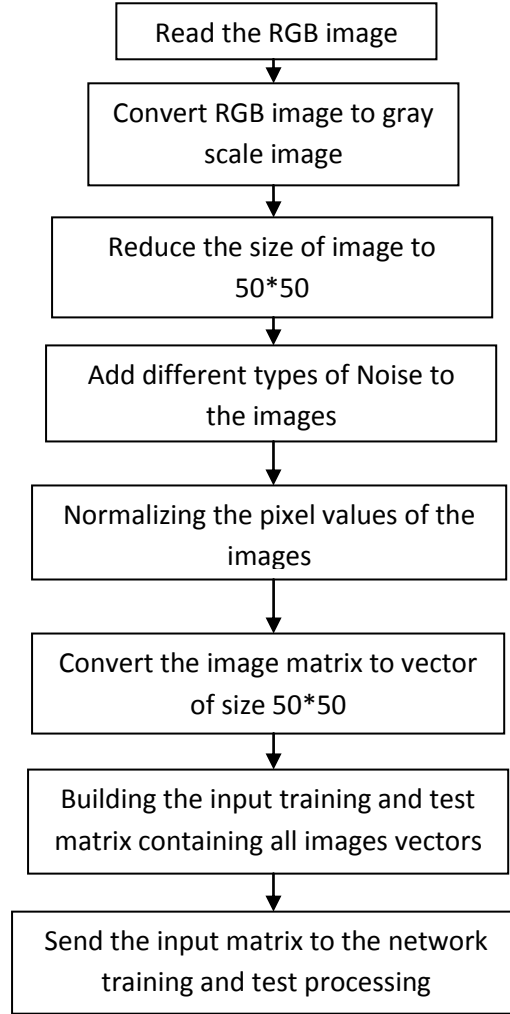 Read the RGB image
Convert RGB image to gray
scale image
Reduce the size of image to
50*50
Add different types of Noise to
the images
Normalizing the pixel values of the
images
Convert the image matrix to vector
of size 50*50
Building the input training and test
matrix containing all images vectors
Send the input matrix to the network
training and test processing